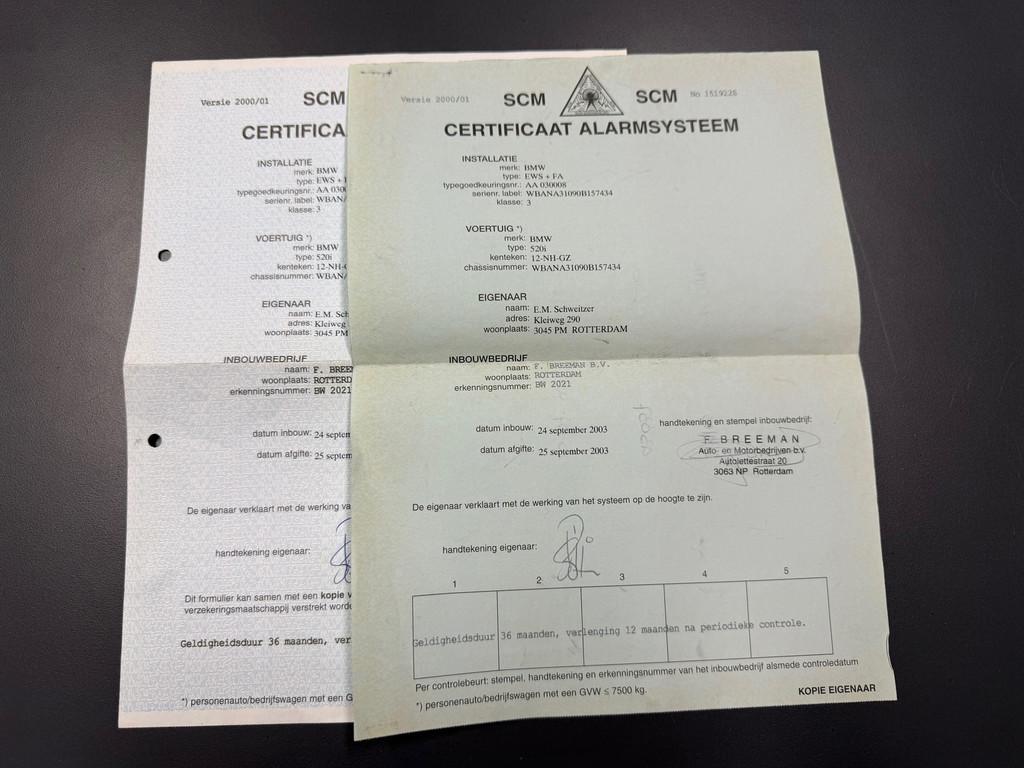 Versie 2000/01 SCM
CERTIFICA
INSTALLATIE
merk: BMW
type: EWS +
typegoedkeuringsnr.: AA 030
serienr. label: WBAN
klasse: 3
VOERTUIG *)
merk: BMW
type: 520i
kenteken: 12-NH-G
chassisnummer: WBAN
EIGENAAR
naam: E.M. Sch
adres: Kleiweg
woonplaats: 3045 PM
INBOUWBEDRIJF
naam: F. BREE
woonplaats: ROTTERD
erkenningsnummer: BW 2021
datum inbouw: 24 septem
datum afgifte: 25 septem
De eigenaar verklaart met de werking va
handtekening eigenaar:
Dit formulier kan samen met een kopie v
verzekeringsmaatschappij verstrekt word
Geldigheidsduur 36 maanden, ver
*) personenauto/bedrijfswagen met een G
Versie 2000/01 SCM SCM No 1519226
CERTIFICAAT ALARMSYSTEEM
INSTALLATIE
merk: BMW
type: EWS + FA
typegoedkeuringsnr.: AA 030008
serienr. label: WBANA31090B157434
klasse: 3
VOERTUIG *)
merk: BMW
type: 520i
kenteken: 12-NH-GZ
chassisnummer: WBANA31090B157434
EIGENAAR
naam: E.M. Schweitzer
adres: Kleiweg 290
woonplaats: 3045 PM ROTTERDAM
INBOUWBEDRIJF
naam: F. BREEMAN B.V.
woonplaats: ROTTERDAM
erkenningsnummer: BW 2021
datum inbouw: 24 september 2003
datum afgifte: 25 september 2003
handtekening en stempel inbouwbedrijf:
F. BREEMAN
Auto- en Motorbedrijven b.v.
Autolettestraat 20
3063 NP Rotterdam
De eigenaar verklaart met de werking van het systeem op de hoogte te zijn.
handtekening eigenaar:
1 2 3 4 5
Geldigheidsduur 36 maanden, verlenging 12 maanden na periodieke controle.
Per controlebeurt: stempel, handtekening en erkenningsnummer van het inbouwbedrijf alsmede controledatum
*) personenauto/bedrijfswagen met een GVW ≤ 7500 kg.
KOPIE EIGENAAR